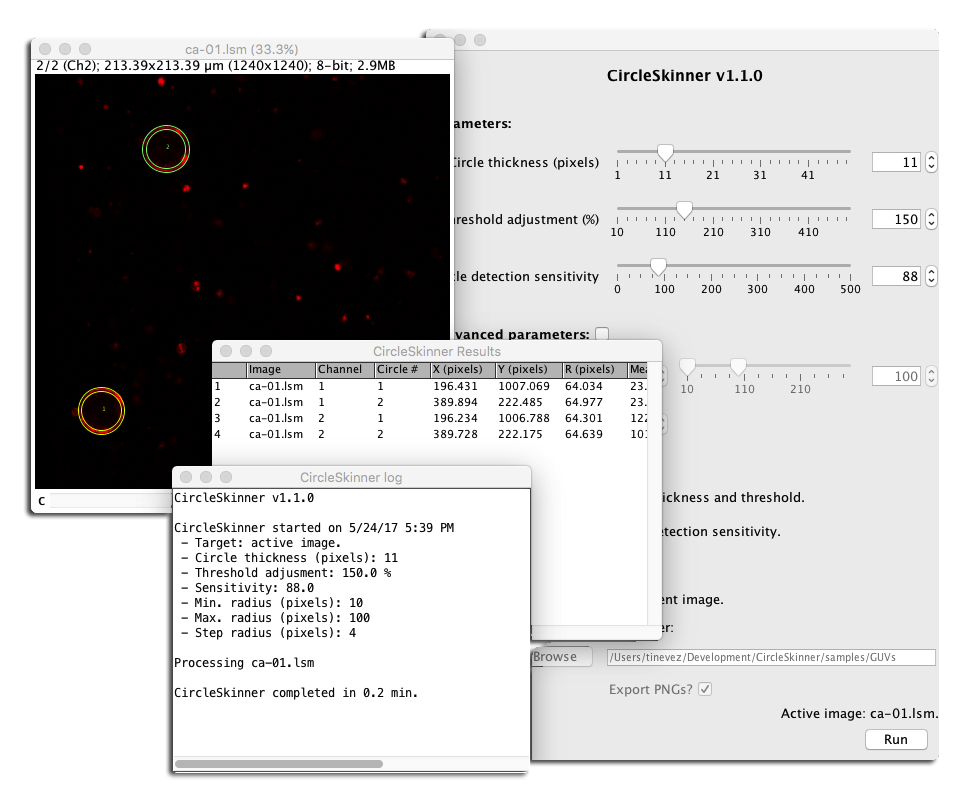 ca-01.lsm (33.3%)
2/2 (Ch2); 213.39x213.39 µm (1240x1240); 8-bit; 2.9MB
2
1
C
CircleSkinner v1.1.0
ameters:
Circle thickness (pixels)
1 11 21 31 41
11
reshold adjustment (%)
10 110 210 310 410
150
cle detection sensitivity
0 100 200 300 400 500
88
vanced parameters:
10 110 210
100
ickness and threshold.
etection sensitivity.
ent image.
er:
Browse
/Users/tinevez/Development/CircleSkinner/samples/GUVs
Export PNGs?
Active image: ca-01.lsm.
Run
CircleSkinner Results
Image Channel Circle # X (pixels) Y (pixels) R (pixels) Mea
1 ca-01.lsm 1 1 196.431 1007.069 64.034 23.
2 ca-01.lsm 1 2 389.894 222.485 64.977 23.
3 ca-01.lsm 2 1 196.234 1006.788 64.301 122
4 ca-01.lsm 2 2 389.728 222.175 64.639 101
CircleSkinner log
CircleSkinner v1.1.0
CircleSkinner started on 5/24/17 5:39 PM
- Target: active image.
- Circle thickness (pixels): 11
- Threshold adjusment: 150.0 %
- Sensitivity: 88.0
- Min. radius (pixels): 10
- Max. radius (pixels): 100
- Step radius (pixels): 4
Processing ca-01.lsm
CircleSkinner completed in 0.2 min.